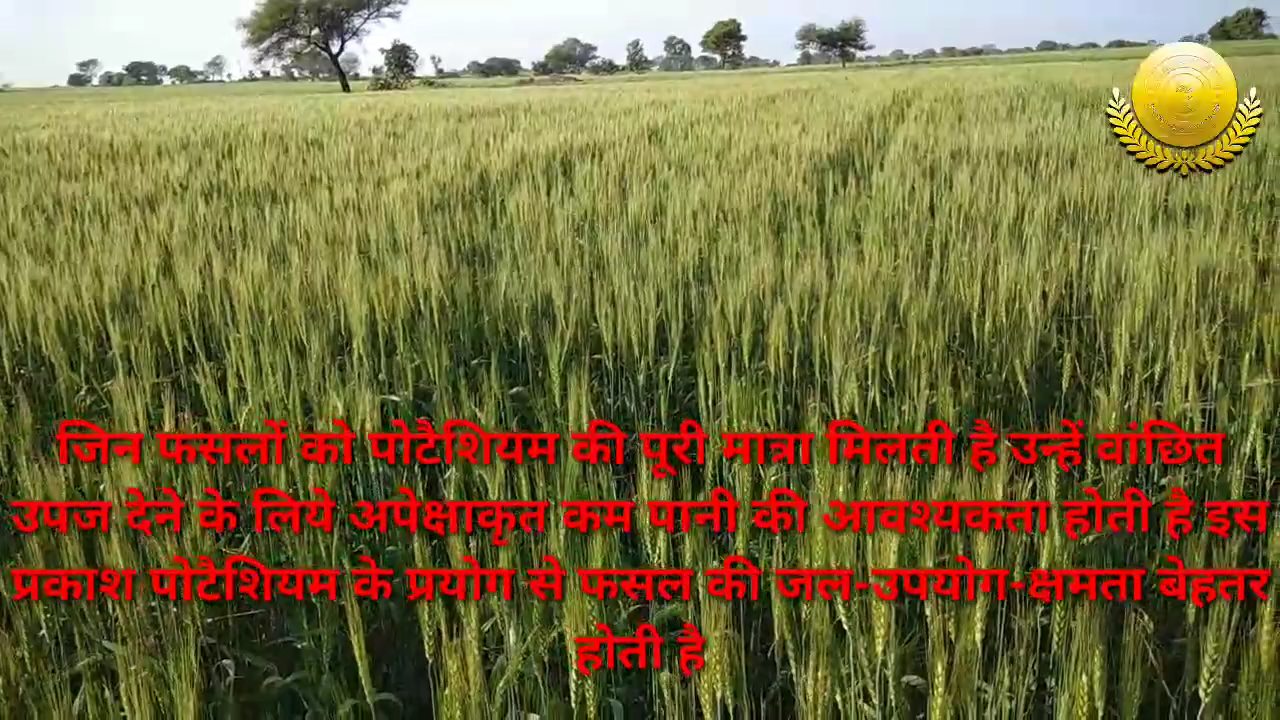 जिन फसलों को पोटैशियम की पूरी मात्रा मिलती है उन्हें वांछित
उपज देने के लिये अपेक्षाकृत कम पानी की आवश्यकता होती है इस
प्रकाश पोटैशियम के प्रयोग से फसल की जल-उपयोग-क्षमता बेहतर
होती है